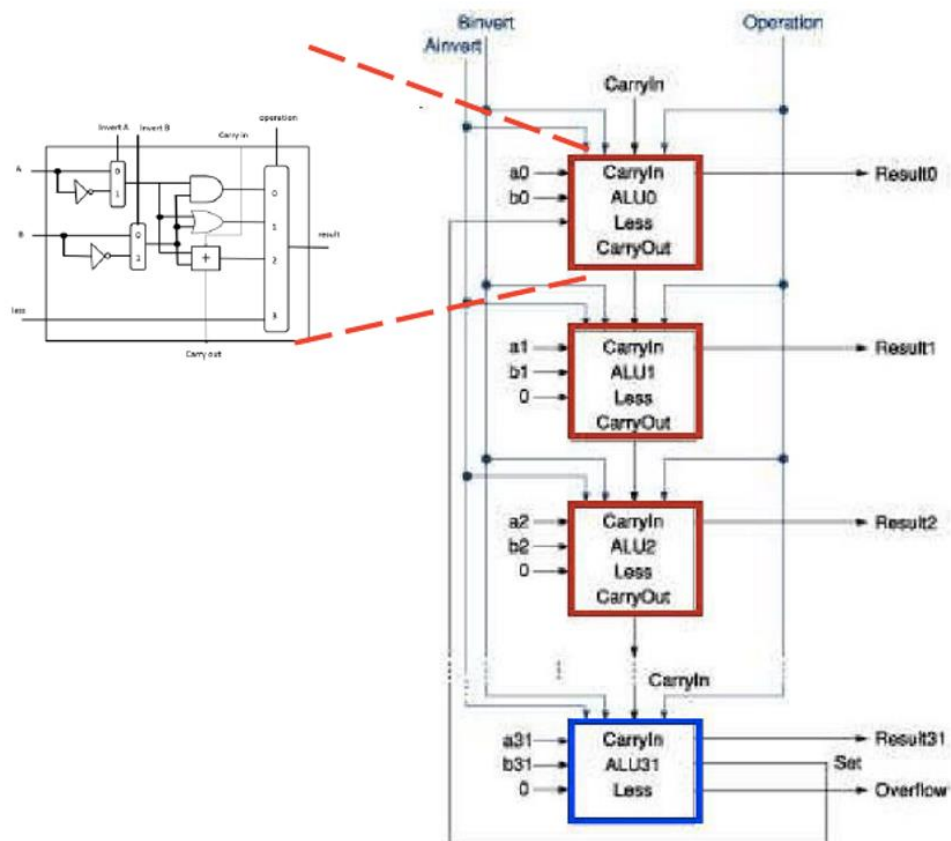 Binvert
Ainvert
Operation
CarryIn
operation
Invert A
Invert B
Carry in
A
0
1
0
1
B
0
1
2
result
+
less
3
Carry out
a0
b0
CarryIn
ALU0
Less
CarryOut
Result0
a1
b1
0
CarryIn
ALU1
Less
CarryOut
Result1
a2
b2
0
CarryIn
ALU2
Less
CarryOut
Result2
CarryIn
a31
b31
0
CarryIn
ALU31
Less
Result31
Set
Overflow